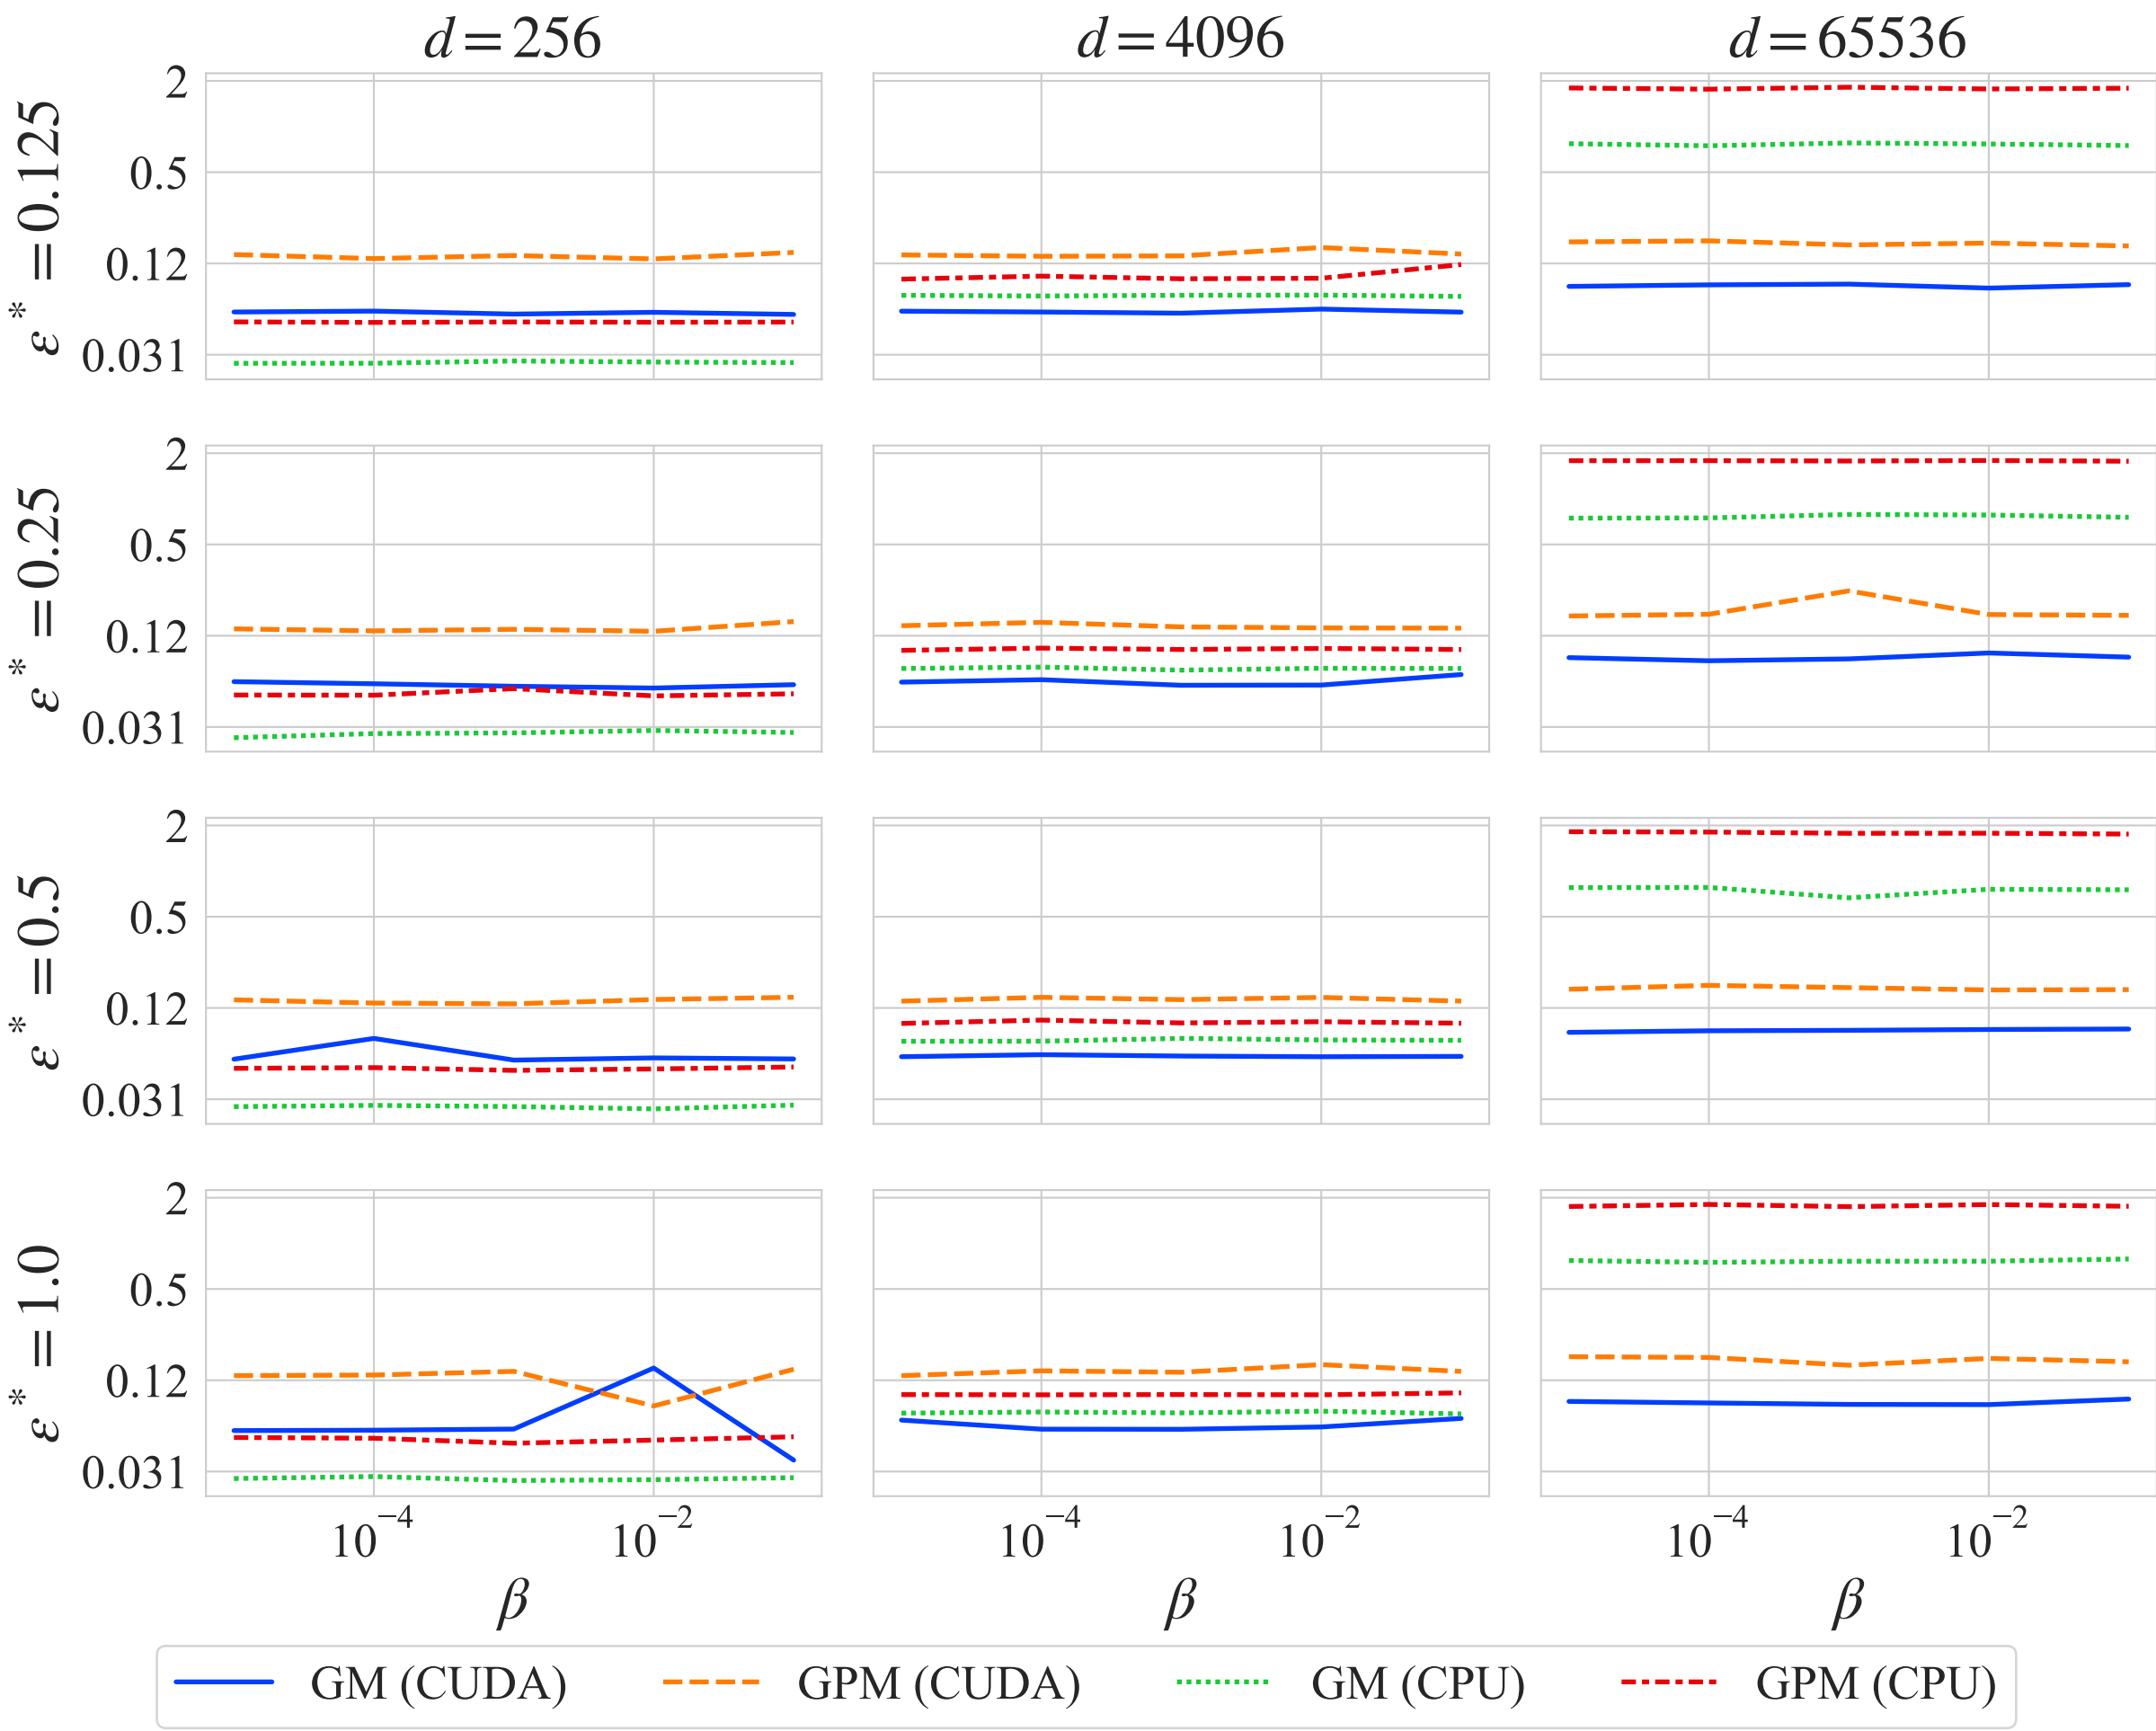 d = 256 d = 4096 d = 65536
ε* = 0.125
2
0.5
0.12
0.031
ε* = 0.25
2
0.5
0.12
0.031
ε* = 0.5
2
0.5
0.12
0.031
ε* = 1.0
2
0.5
0.12
0.031
10⁻⁴ 10⁻² 10⁻⁴ 10⁻² 10⁻⁴ 10⁻²
β β β
GM (CUDA) GPM (CUDA) GM (CPU) GPM (CPU)